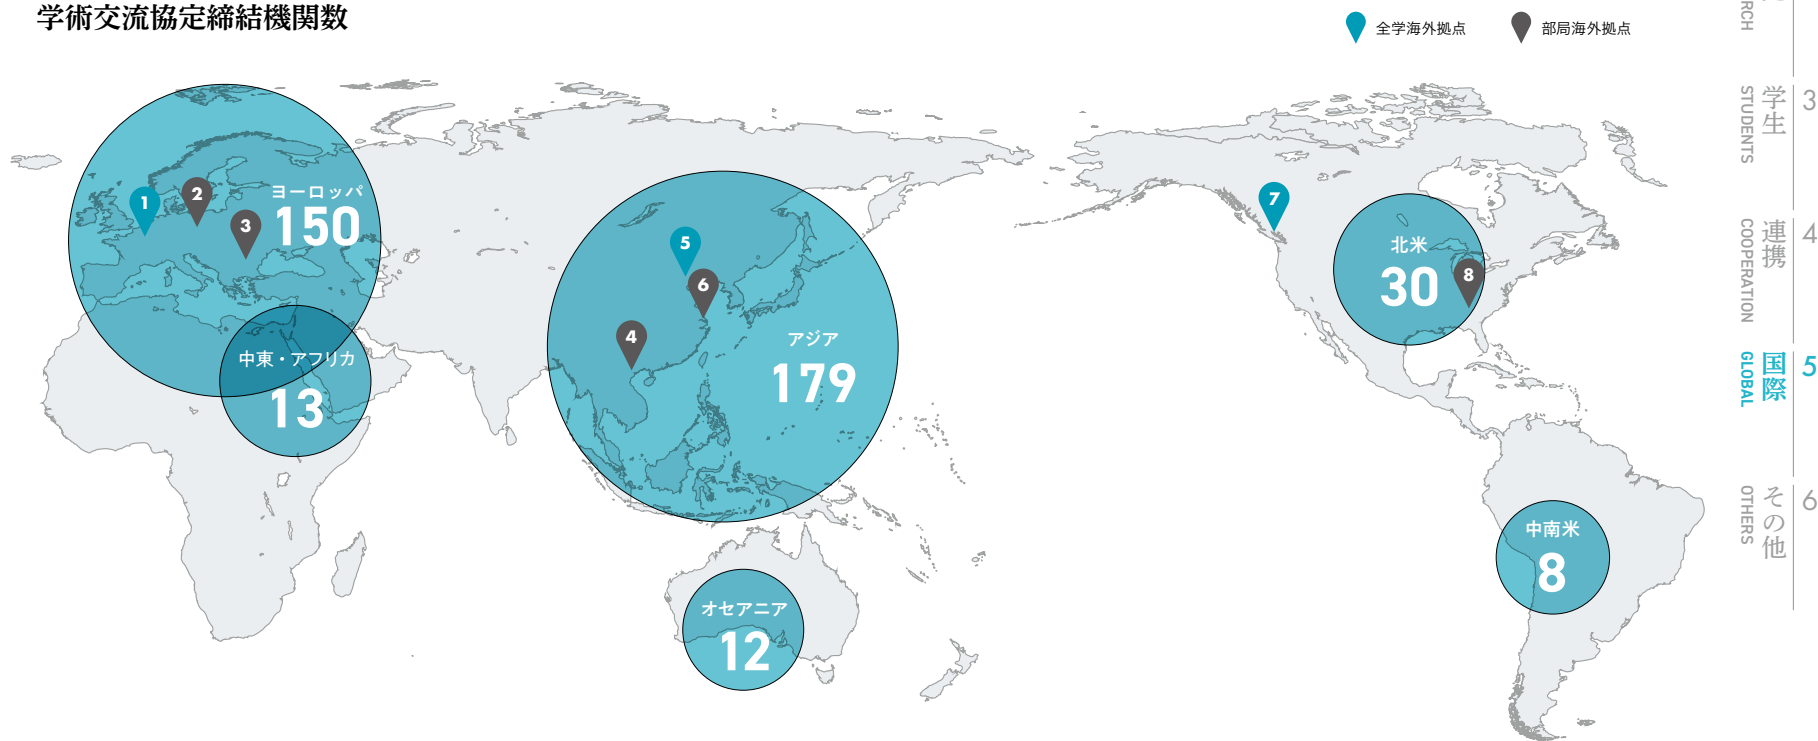 学術交流協定締結機関数
全学海外拠点
部局海外拠点
ヨーロッパ
150
1
2
3
中東・アフリカ
13
アジア
179
5
6
4
オセアニア
12
7
北米
30
8
中南米
8
RCH
3
学生
STUDENTS
4
連携
COOPERATION
5
国際
GLOBAL
6
その他
OTHERS